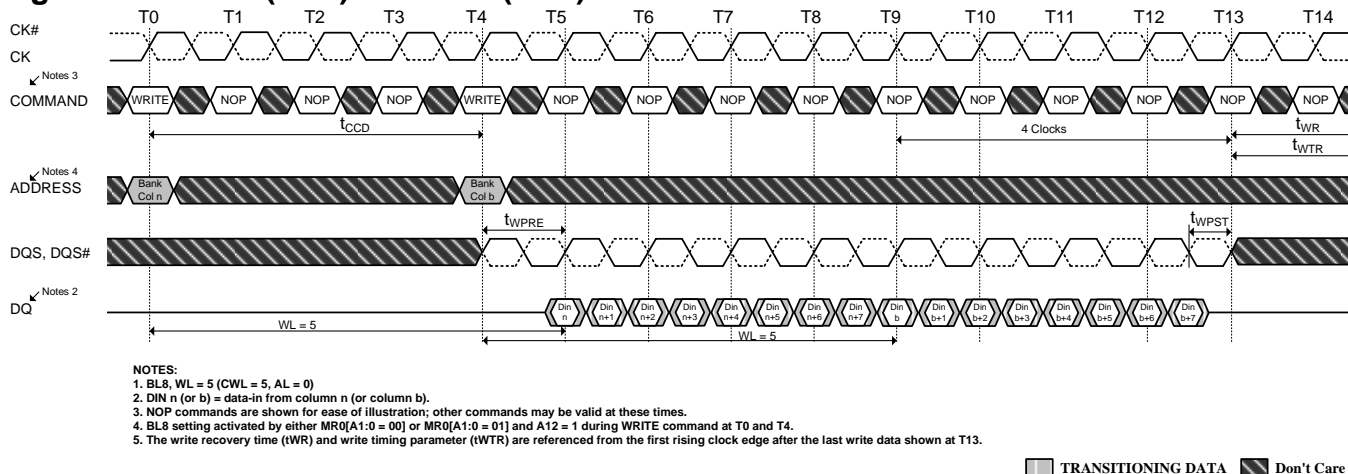 T0 T1 T2 T3 T4 T5 T6 T7 T8 T9 T10 T11 T12 T13 T14
CK#
CK
Notes 3
COMMAND
WRITE NOP NOP NOP WRITE NOP NOP NOP NOP NOP NOP NOP NOP NOP NOP
tCCD
4 Clocks
tWR
tWTR
Notes 4
ADDRESS
Bank
Col n
Bank
Col b
tWPRE
tWPST
DQS, DQS#
Notes 2
DQ
Din Din Din Din Din Din Din Din Din Din Din Din Din Din Din Din
n n+1 n+2 n+3 n+4 n+5 n+6 n+7 b b+1 b+2 b+3 b+4 b+5 b+6 b+7
WL = 5
WL = 5
NOTES:
1. BL8, WL = 5 (CWL = 5, AL = 0)
2. DIN n (or b) = data-in from column n (or column b).
3. NOP commands are shown for ease of illustration; other commands may be valid at these times.
4. BL8 setting activated by either MR0[A1:0 = 00] or MR0[A1:0 = 01] and A12 = 1 during WRITE command at T0 and T4.
5. The write recovery time (tWR) and write timing parameter (tWTR) are referenced from the first rising clock edge after the last write data shown at T13.
TRANSITIONING DATA Don't Care